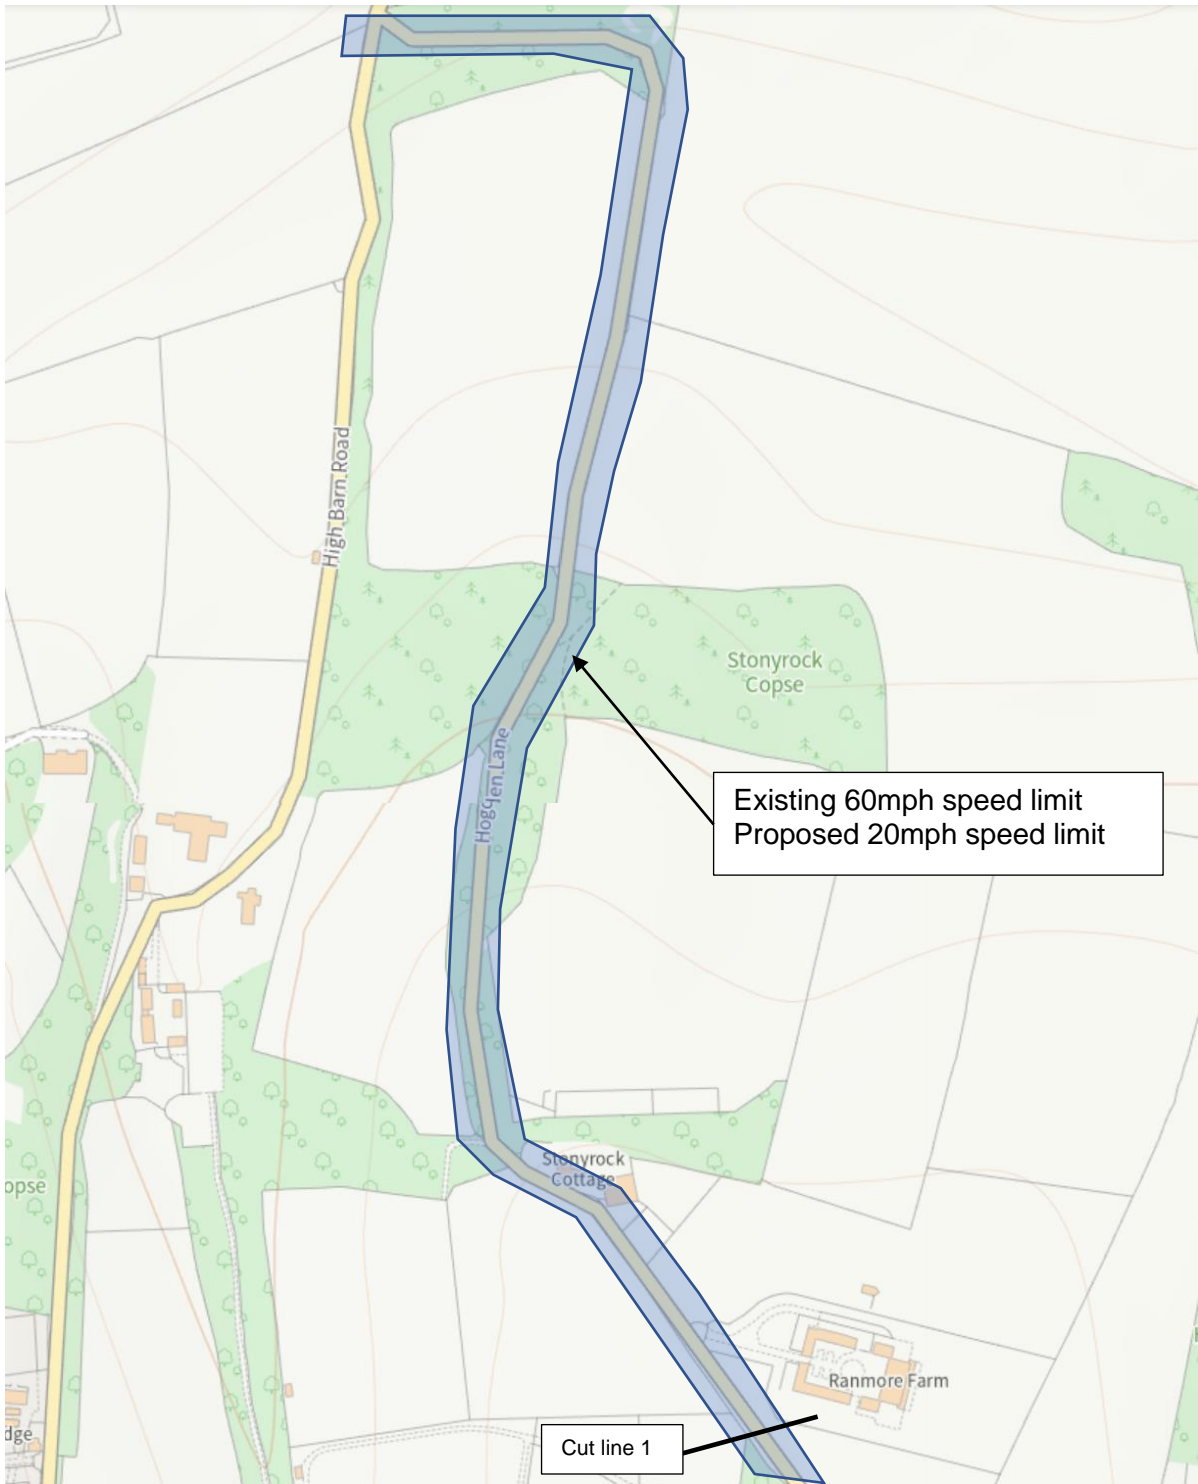 High Barn Road
Stonyrock
Copse
Hogden Lane
Existing 60mph speed limit
Proposed 20mph speed limit
Stonyrock
Cottage
opse
Ranmore Farm
dge
Cut line 1